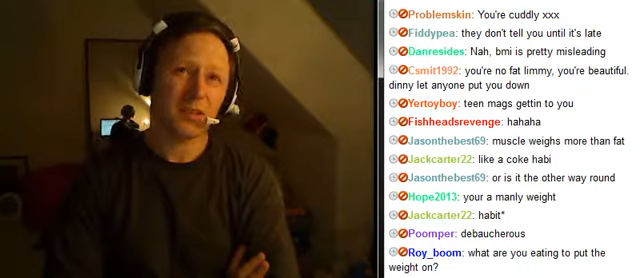 Problemskin: You're cuddly xxx
Fiddypea: they don't tell you until it's late
Danresides: Nah, bmi is pretty misleading
Csmit1992: you're no fat limmy, you're beautiful.
dinny let anyone put you down
Yertoyboy: teen mags gettin to you
Fishheadsrevenge: hahaha
Jasonthebest69: muscle weighs more than fat
Jackcarter22: like a coke habi
Jasonthebest69: or is it the other way round
Hope2013: your a manly weight
Jackcarter22: habit*
Poomper: debaucherous
Roy_boom: what are you eating to put the
weight on?